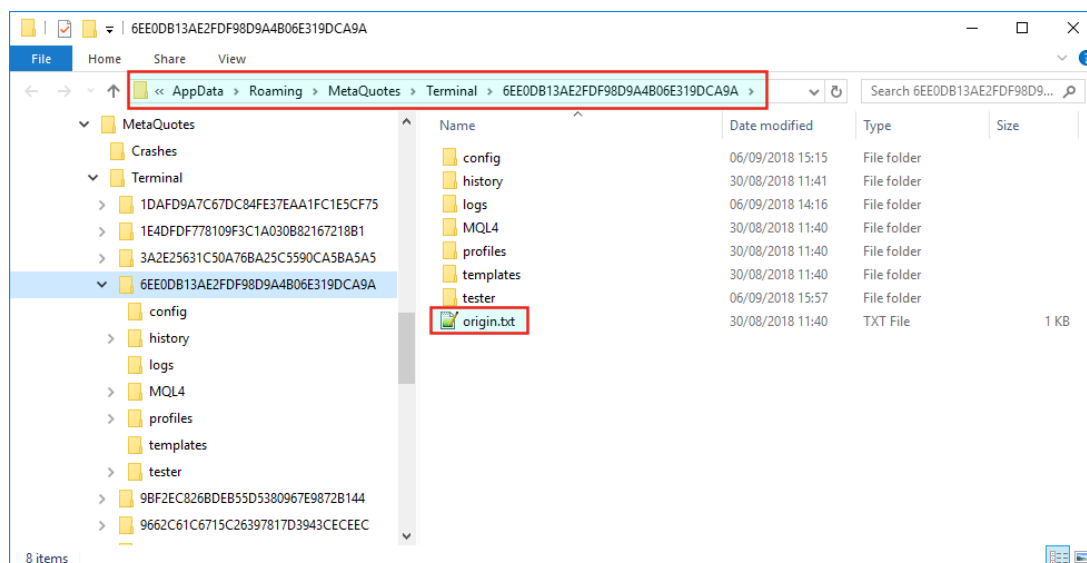 6EE0DB13AE2FDF98D9A4B06E319DCA9A
File Home Share View
« AppData > Roaming > MetaQuotes > Terminal > 6EE0DB13AE2FDF98D9A4B06E319DCA9A >
Search 6EE0DB13AE2FDF98D9...
MetaQuotes
Crashes
Terminal
1DAFD9A7C67DC84FE37EAA1FC1E5CF75
1E4DFDF778109F3C1A030B82167218B1
3A2E25631C50A76BA25C5590CA5BA5A5
6EE0DB13AE2FDF98D9A4B06E319DCA9A
config
history
logs
MQL4
profiles
templates
tester
9BF2EC826BDEB55D5380967E9872B144
9662C61C6715C26397817D3943CECEEC
Name Date modified Type Size
config 06/09/2018 15:15 File folder
history 30/08/2018 11:41 File folder
logs 06/09/2018 14:16 File folder
MQL4 30/08/2018 11:40 File folder
profiles 30/08/2018 11:40 File folder
templates 30/08/2018 11:40 File folder
tester 06/09/2018 15:57 File folder
origin.txt 30/08/2018 11:40 TXT File 1 KB
8 items